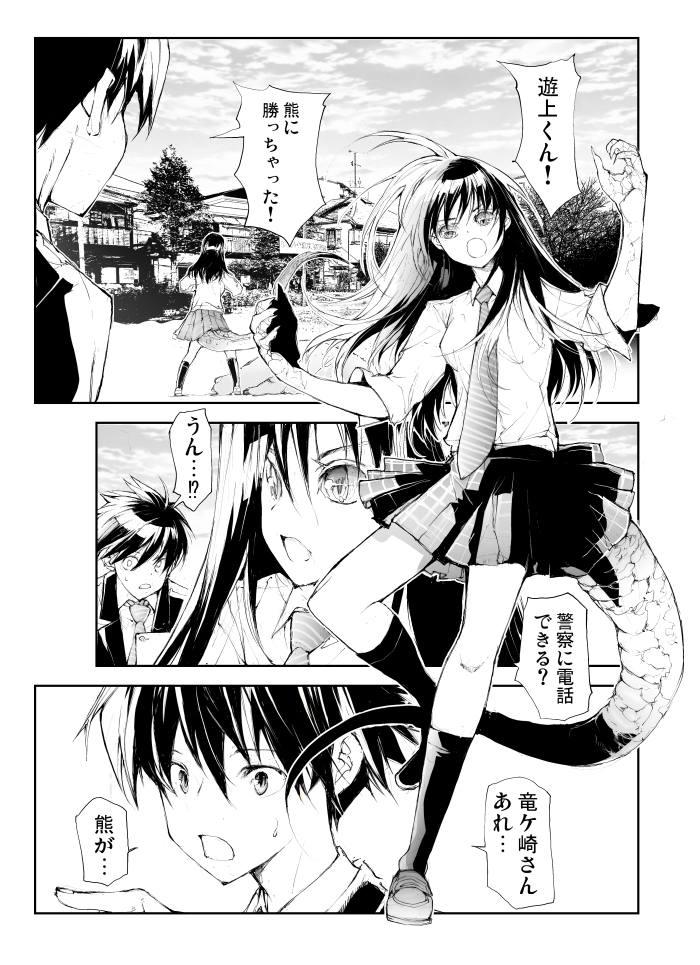 遊上くん！
熊に
勝っちゃった！
うん…!?
警察に電話
できる？
竜ケ崎さん
あれ…
熊が…